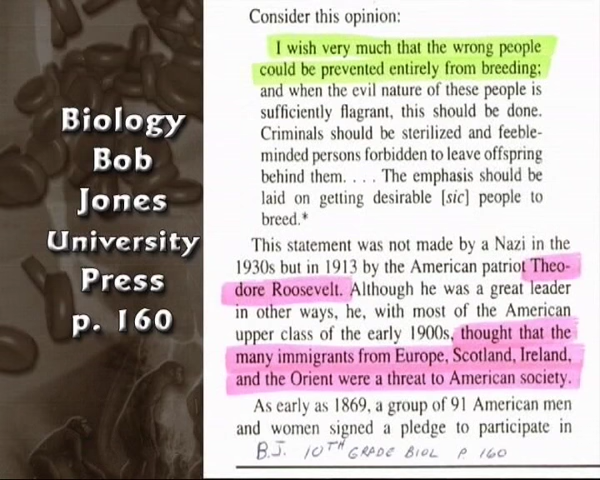 Biology
Bob
Jones
University
Press
p. 160
Consider this opinion:
I wish very much that the wrong people
could be prevented entirely from breeding;
and when the evil nature of these people is
sufficiently flagrant, this should be done.
Criminals should be sterilized and feeble-
minded persons forbidden to leave offspring
behind them. . . . The emphasis should be
laid on getting desirable [sic] people to
breed.*
This statement was not made by a Nazi in the
1930s but in 1913 by the American patriot Theo-
dore Roosevelt. Although he was a great leader
in other ways, he, with most of the American
upper class of the early 1900s, thought that the
many immigrants from Europe, Scotland, Ireland,
and the Orient were a threat to American society.
As early as 1869, a group of 91 American men
and women signed a pledge to participate in
B.J. 10TH GRADE BIOL P. 160